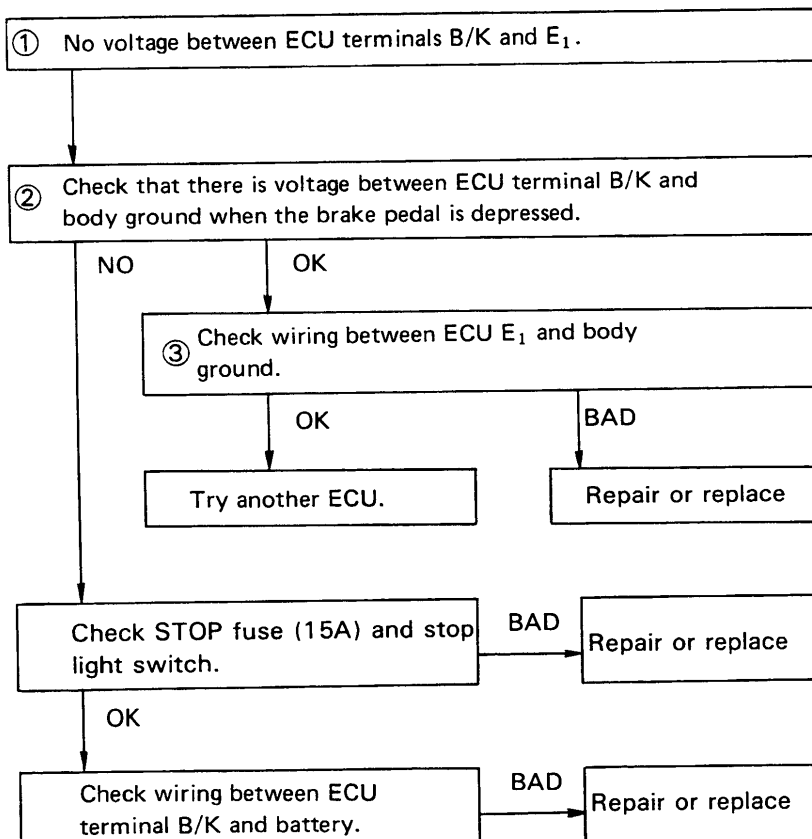 ① No voltage between ECU terminals B/K and E₁.
② Check that there is voltage between ECU terminal B/K and
body ground when the brake pedal is depressed.
NO
OK
③ Check wiring between ECU E₁ and body
ground.
OK
BAD
Try another ECU.
Repair or replace
Check STOP fuse (15A) and stop
light switch.
BAD
Repair or replace
OK
Check wiring between ECU
terminal B/K and battery.
BAD
Repair or replace